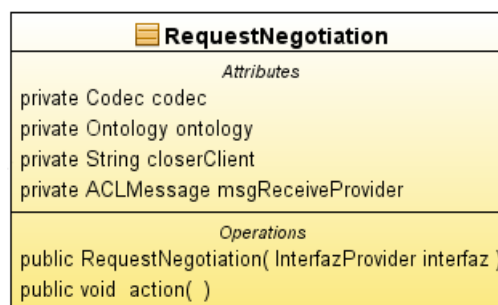 RequestNegotiation
Attributes
private Codec codec
private Ontology ontology
private String closerClient
private ACLMessage msgReceiveProvider
Operations
public RequestNegotiation( InterfazProvider interfaz )
public void action( )